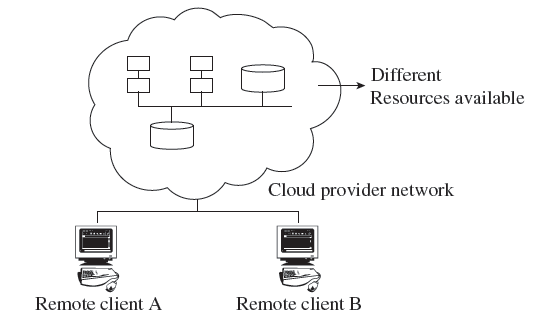 Different
Resources available
Cloud provider network
Remote client A
Remote client B